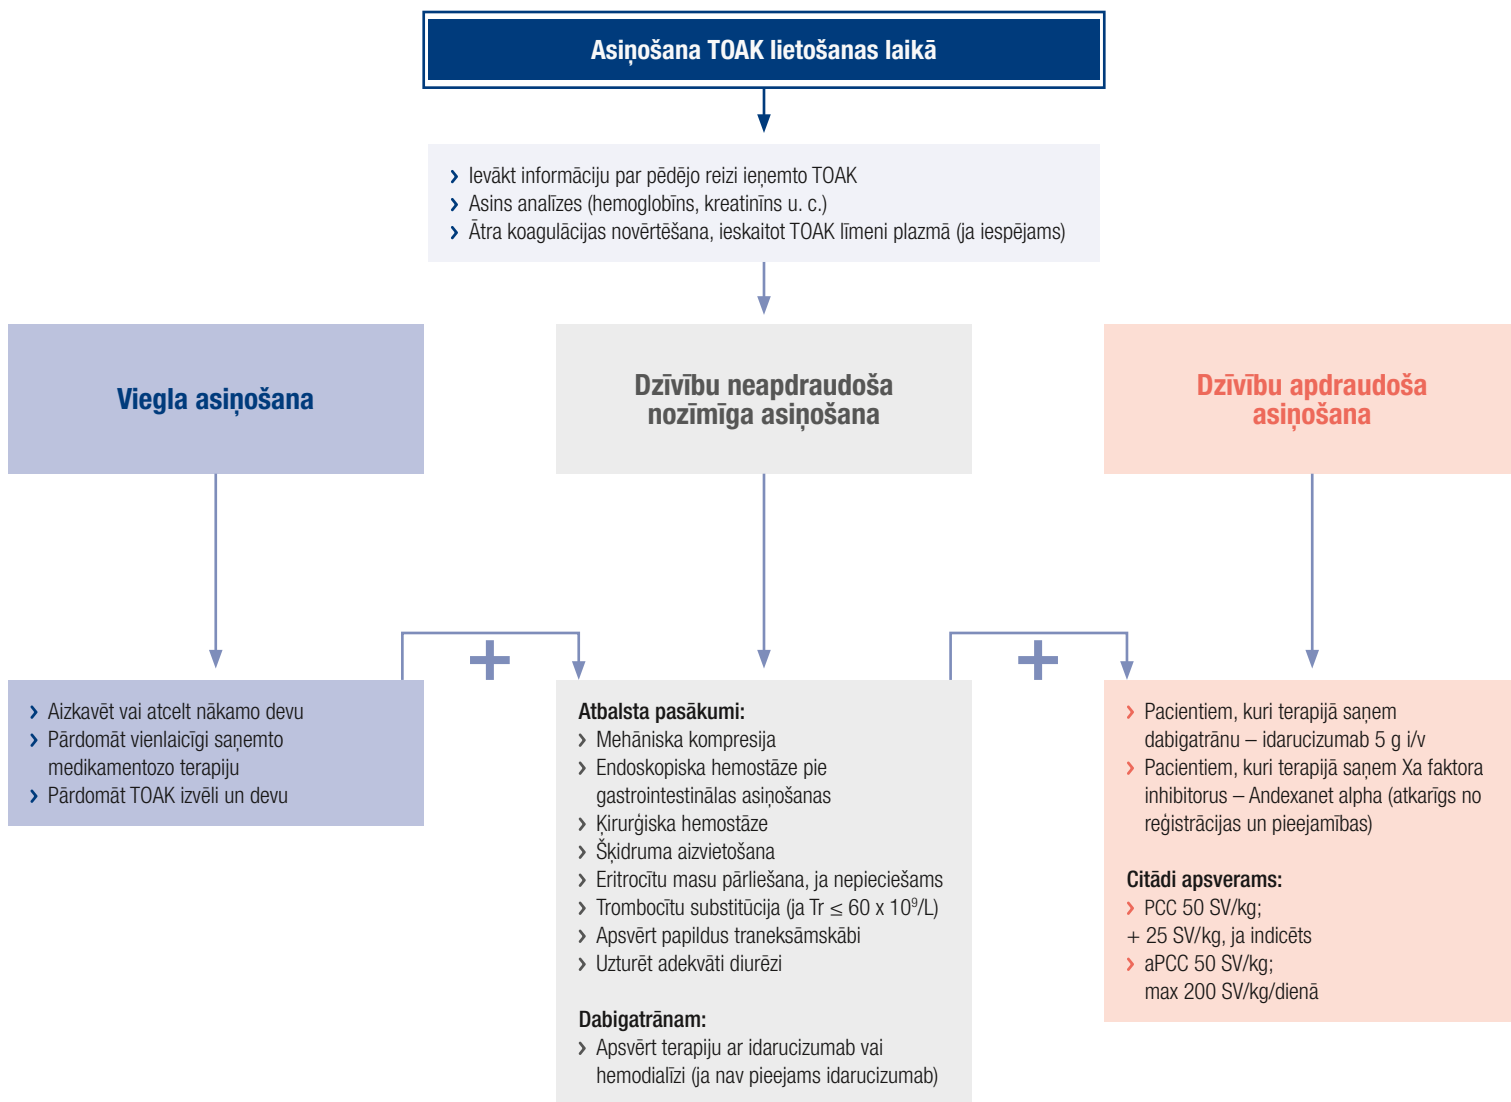 Asiņošana TOAK lietošanas laikā
› Ievākt informāciju par pēdējo reizi ieņemto TOAK
› Asins analīzes (hemoglobīns, kreatinīns u. c.)
› Ātra koagulācijas novērtēšana, ieskaitot TOAK līmeni plazmā (ja iespējams)
Viegla asiņošana
Dzīvību neapdraudoša
nozīmīga asiņošana
Dzīvību apdraudoša
asiņošana
+
+
› Aizkavēt vai atcelt nākamo devu
› Pārdomāt vienlaicīgi saņemto
medikamentozo terapiju
› Pārdomāt TOAK izvēli un devu
Atbalsta pasākumi:
› Mehāniska kompresija
› Endoskopiska hemostāze pie
gastrointestinālas asiņošanas
› Ķirurģiska hemostāze
› Šķidruma aizvietošana
› Eritrocītu masu pārliešana, ja nepieciešams
› Trombocītu substitūcija (ja Tr ≤ 60 x 10⁹/L)
› Apsvērt papildus traneksāmskābi
› Uzturēt adekvāti diurēzi
Dabigatrānam:
› Apsvērt terapiju ar idarucizumab vai
hemodialīzi (ja nav pieejams idarucizumab)
› Pacientiem, kuri terapijā saņem
dabigatrānu – idarucizumab 5 g i/v
› Pacientiem, kuri terapijā saņem Xa faktora
inhibitorus – Andexanet alpha (atkarīgs no
reģistrācijas un pieejamības)
Citādi apsverams:
› PCC 50 SV/kg;
+ 25 SV/kg, ja indicēts
› aPCC 50 SV/kg;
max 200 SV/kg/dienā